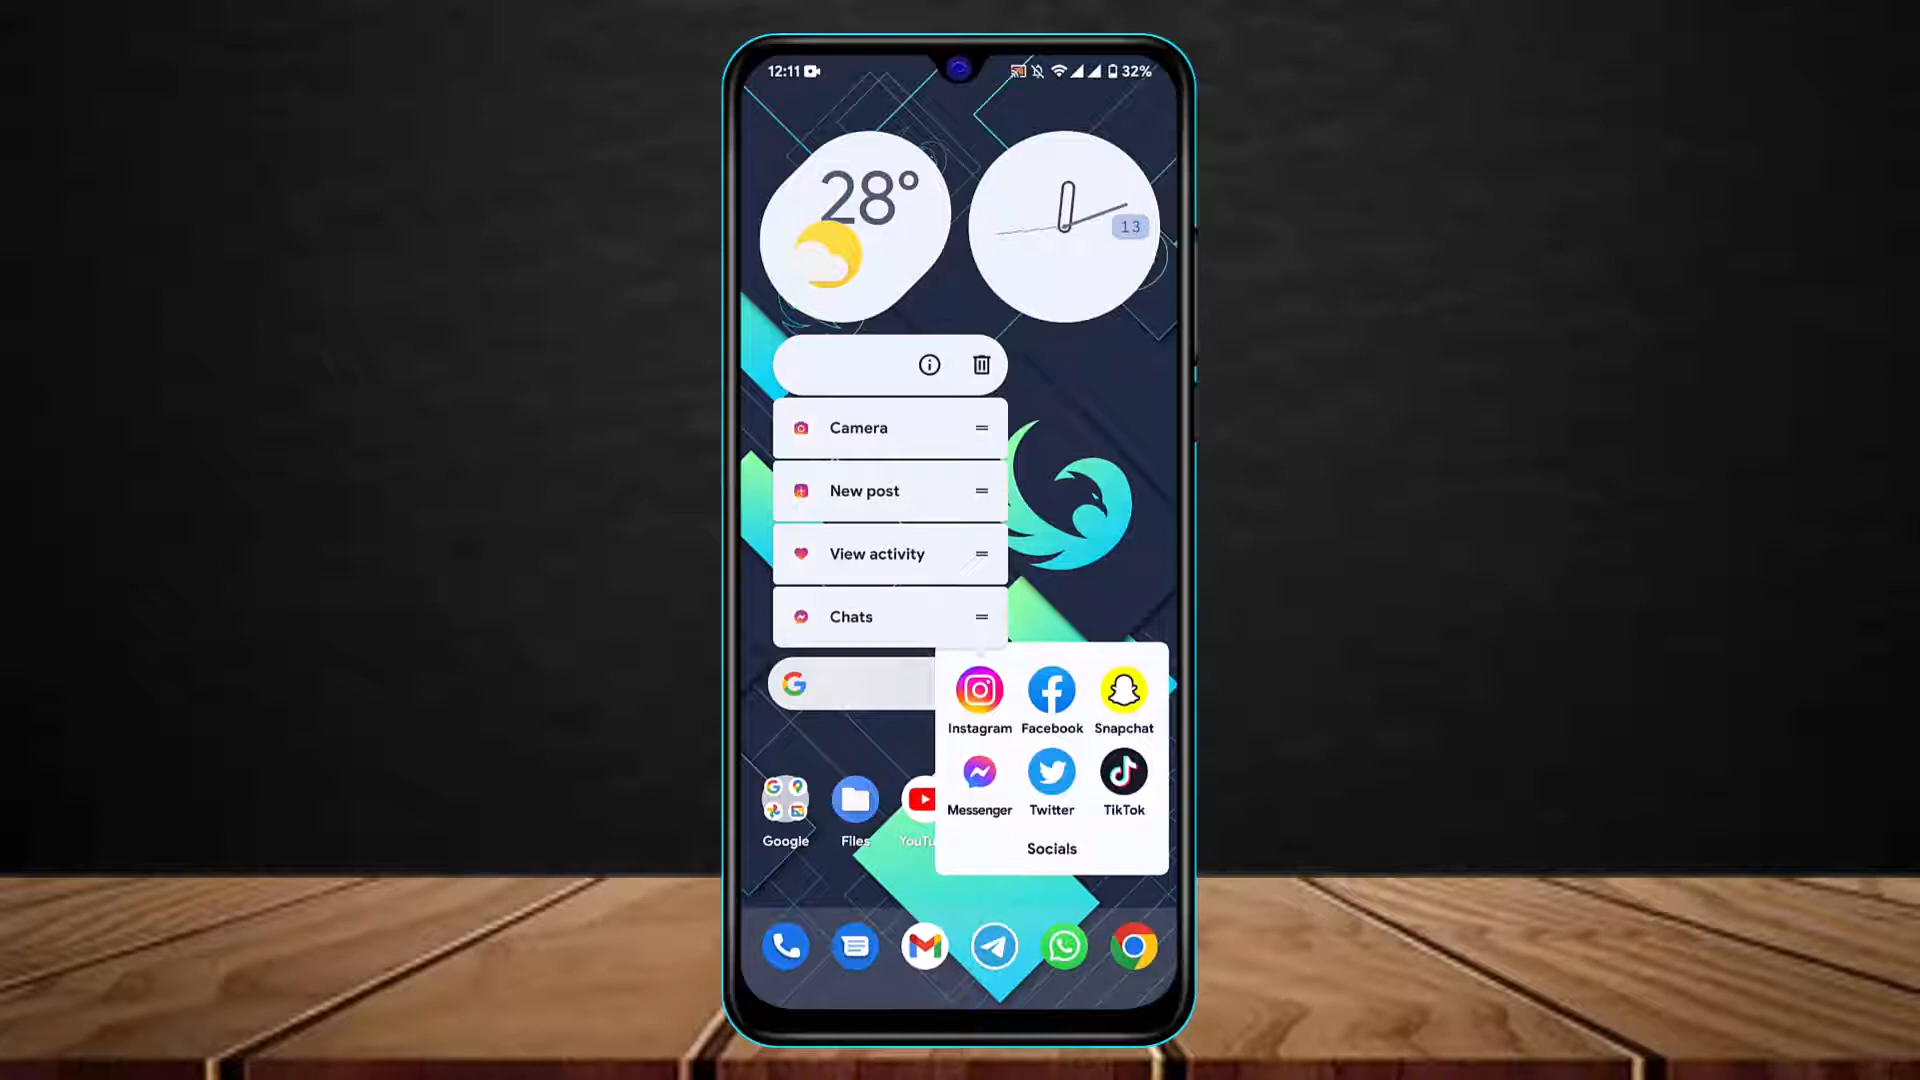 12:11
32%
28°
13
Camera
New post
View activity
Chats
Instagram
Facebook
Snapchat
Messenger
Twitter
TikTok
Socials
Google
Files
YouTu